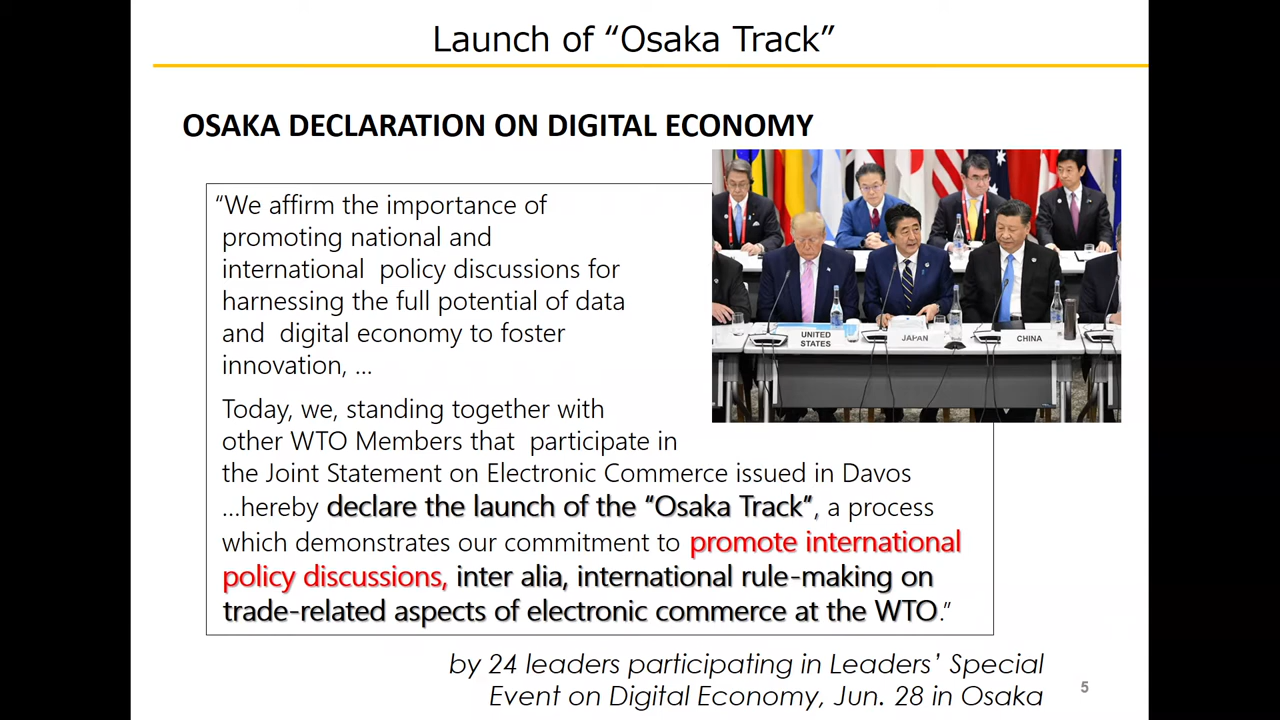 Launch of “Osaka Track”
OSAKA DECLARATION ON DIGITAL ECONOMY
“We affirm the importance of
promoting national and
international policy discussions for
harnessing the full potential of data
and digital economy to foster
innovation, ...
Today, we, standing together with
other WTO Members that participate in
the Joint Statement on Electronic Commerce issued in Davos
...hereby declare the launch of the “Osaka Track“, a process
which demonstrates our commitment to promote international
policy discussions, inter alia, international rule-making on
trade-related aspects of electronic commerce at the WTO.”
UNITED
STATES
JAPAN
CHINA
by 24 leaders participating in Leaders’ Special
Event on Digital Economy, Jun. 28 in Osaka
5